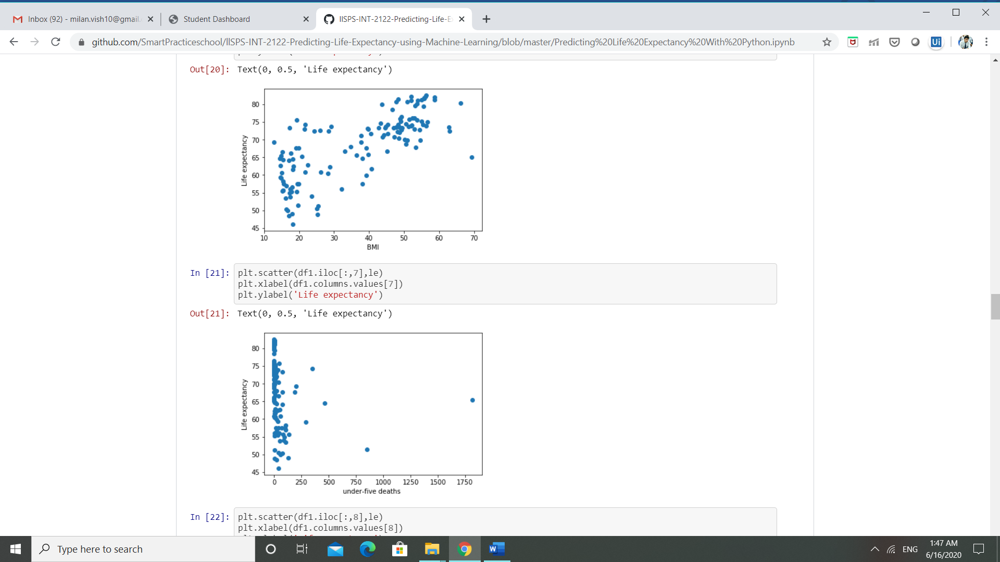 Inbox (92) - milan.vish10@gmail.
Student Dashboard
llSPS-INT-2122-Predicting-Life-E
github.com/SmartPracticeschool/llSPS-INT-2122-Predicting-Life-Expectancy-using-Machine-Learning/blob/master/Predicting%20Life%20Expectancy%20With%20Python.ipynb
Ui
Out[20]: Text(0, 0.5, 'Life expectancy')
80
75
70
65
60
55
50
45
Life expectancy
10 20 30 40 50 60 70
BMI
In [21]: plt.scatter(df1.iloc[:,7],le)
plt.xlabel(df1.columns.values[7])
plt.ylabel('Life expectancy')
Out[21]: Text(0, 0.5, 'Life expectancy')
80
75
70
65
60
55
50
45
Life expectancy
0 250 500 750 1000 1250 1500 1750
under-five deaths
In [22]: plt.scatter(df1.iloc[:,8],le)
plt.xlabel(df1.columns.values[8])
Type here to search
W
ENG
1:47 AM
6/16/2020